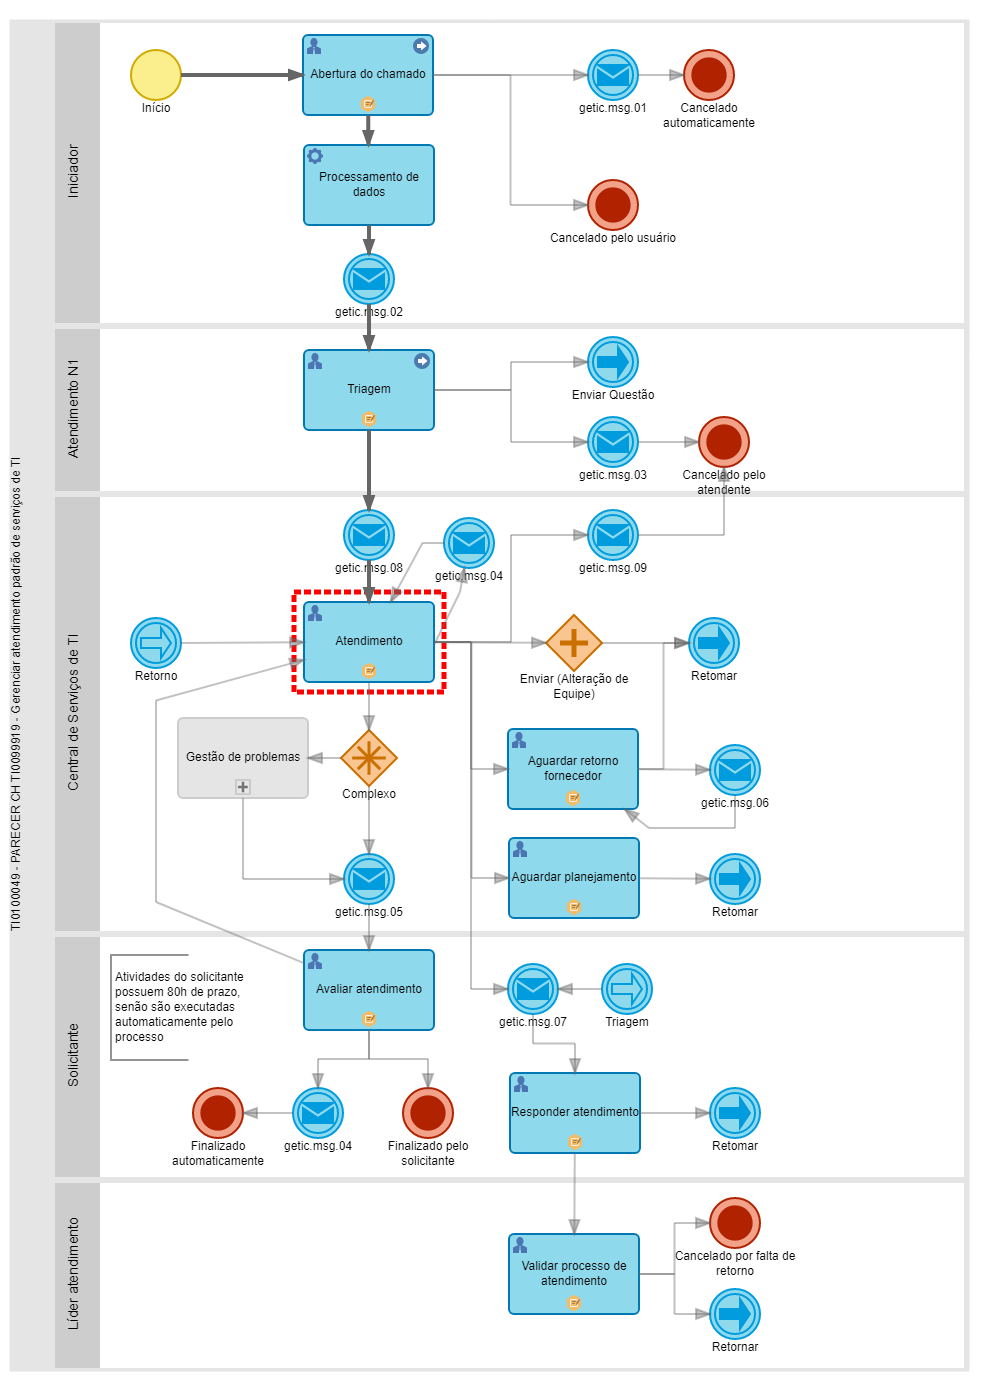 TI0100049 - PARECER CH TI0099919 - Gerenciar atendimento padrão de serviços de TI
Iniciador
Início
Abertura do chamado
getic.msg.01
Cancelado
automaticamente
Processamento de
dados
Cancelado pelo usuário
getic.msg.02
Atendimento N1
Triagem
Enviar Questão
getic.msg.03
Cancelado pelo
atendente
Central de Serviços de TI
getic.msg.08
getic.msg.04
getic.msg.09
Retorno
Atendimento
Enviar (Alteração de
Equipe)
Retomar
Gestão de problemas
Complexo
Aguardar retorno
fornecedor
getic.msg.06
getic.msg.05
Aguardar planejamento
Retomar
Solicitante
Atividades do solicitante
possuem 80h de prazo,
senão são executadas
automaticamente pelo
processo
Avaliar atendimento
getic.msg.07
Triagem
Finalizado
automaticamente
getic.msg.04
Finalizado pelo
solicitante
Responder atendimento
Retomar
Líder atendimento
Validar processo de
atendimento
Cancelado por falta de
retorno
Retornar